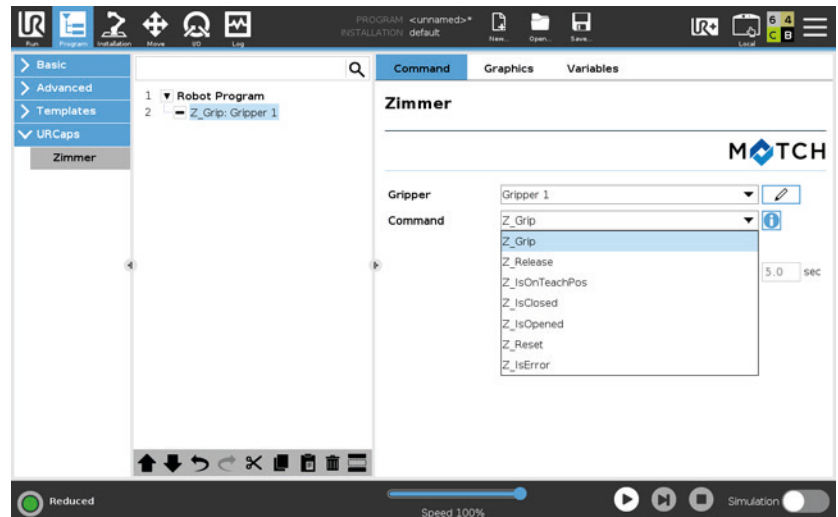 UR
Run
Program
Installation
Move
I/O
Log
PROGRAM <unnamed>*
INSTALLATION default
New...
Open...
Save...
UR+
Local
6 4
C B
Basic
Advanced
Templates
URCaps
Zimmer
1 Robot Program
2 Z_Grip: Gripper 1
Command Graphics Variables
Zimmer
MATCH
Gripper Gripper 1
Command Z_Grip
Z_Grip
Z_Release
Z_IsOnTeachPos
5.0 sec
Z_IsClosed
Z_IsOpened
Z_Reset
Z_IsError
Reduced
Speed 100%
Simulation